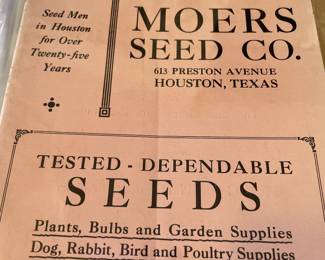 Seed Men
in Houston
for Over
Twenty-five
Years
MOERS
SEED CO.
613 PRESTON AVENUE
HOUSTON, TEXAS
TESTED - DEPENDABLE
SEEDS
Plants, Bulbs and Garden Supplies
Dog, Rabbit, Bird and Poultry Supplies